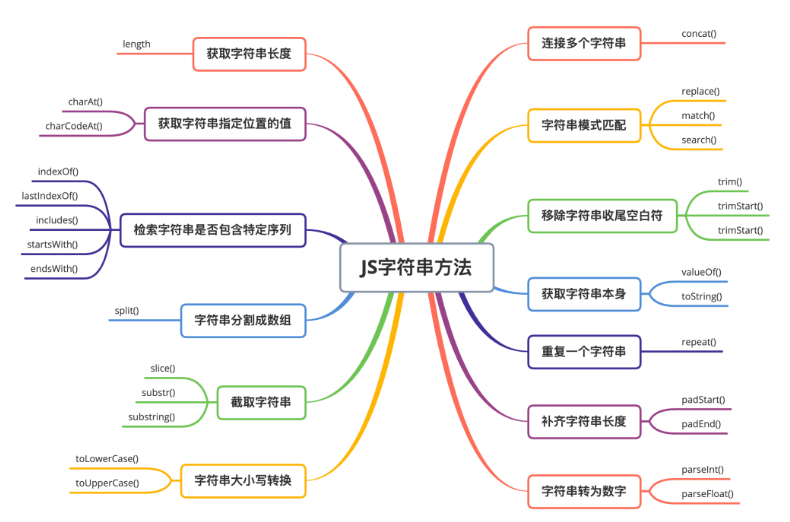 JS字符串方法
获取字符串长度
length
获取字符串指定位置的值
charAt()
charCodeAt()
检索字符串是否包含特定序列
indexOf()
lastIndexOf()
includes()
startsWith()
endsWith()
字符串分割成数组
split()
截取字符串
slice()
substr()
substring()
字符串大小写转换
toLowerCase()
toUpperCase()
连接多个字符串
concat()
字符串模式匹配
replace()
match()
search()
移除字符串收尾空白符
trim()
trimStart()
trimStart()
获取字符串本身
valueOf()
toString()
重复一个字符串
repeat()
补齐字符串长度
padStart()
padEnd()
字符串转为数字
parseInt()
parseFloat()